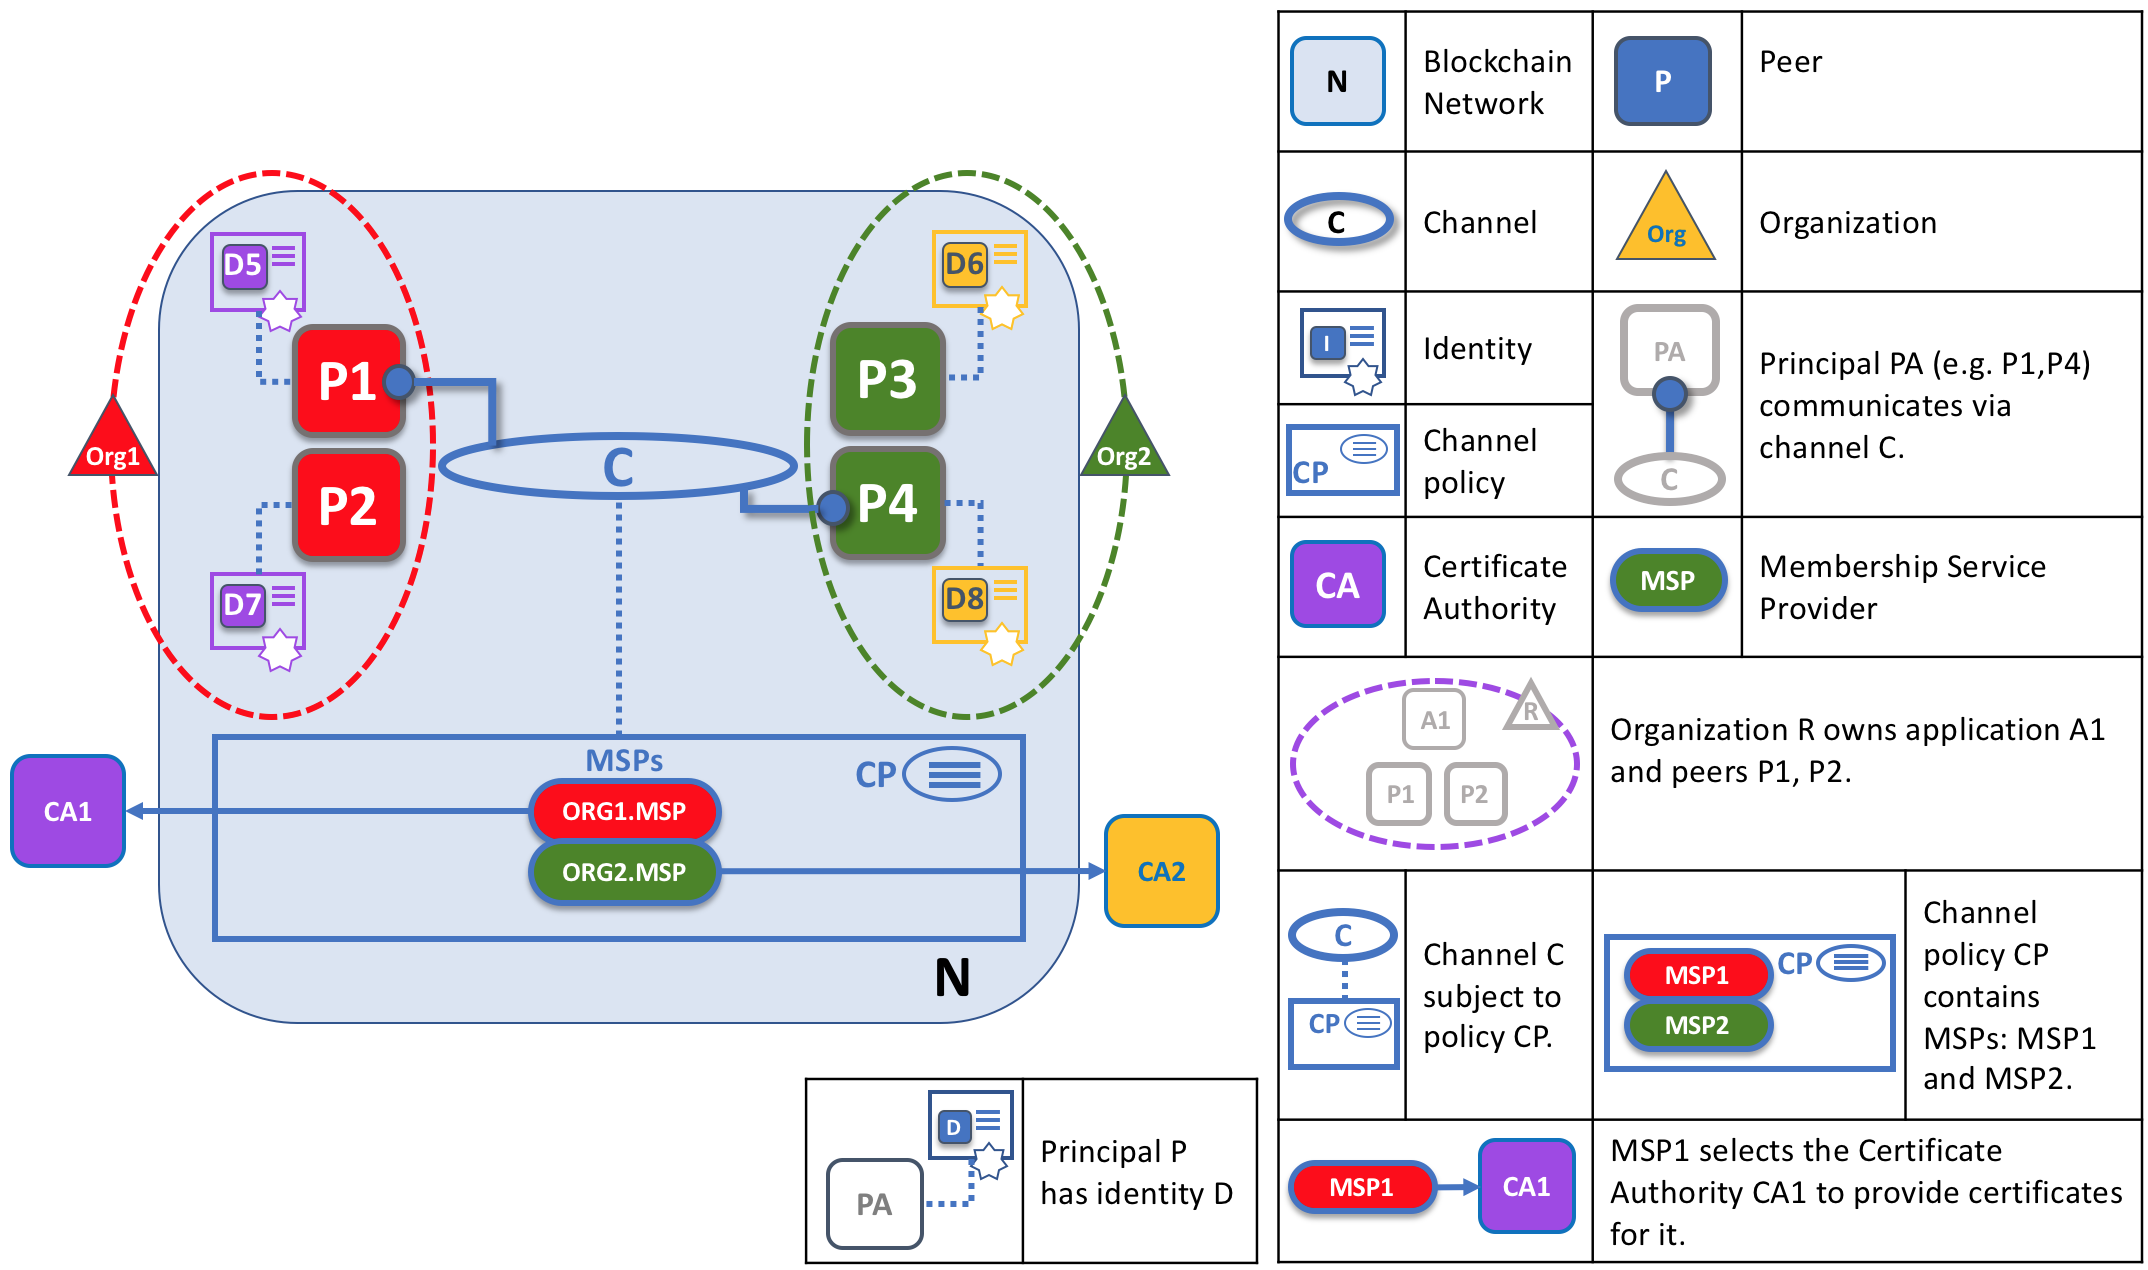 D5
P1
P2
D7
Org1
C
D6
P3
P4
D8
Org2
MSPs
CP
ORG1.MSP
ORG2.MSP
CA1
CA2
N
D
PA
Principal P
has identity D
N
Blockchain
Network
P
Peer
C
Channel
Org
Organization
I
Identity
PA
C
Principal PA (e.g. P1,P4)
communicates via
channel C.
CP
Channel
policy
CA
Certificate
Authority
MSP
Membership Service
Provider
A1
R
P1
P2
Organization R owns application A1
and peers P1, P2.
C
CP
Channel C
subject to
policy CP.
MSP1
MSP2
CP
Channel
policy CP
contains
MSPs: MSP1
and MSP2.
MSP1
CA1
MSP1 selects the Certificate
Authority CA1 to provide certificates
for it.